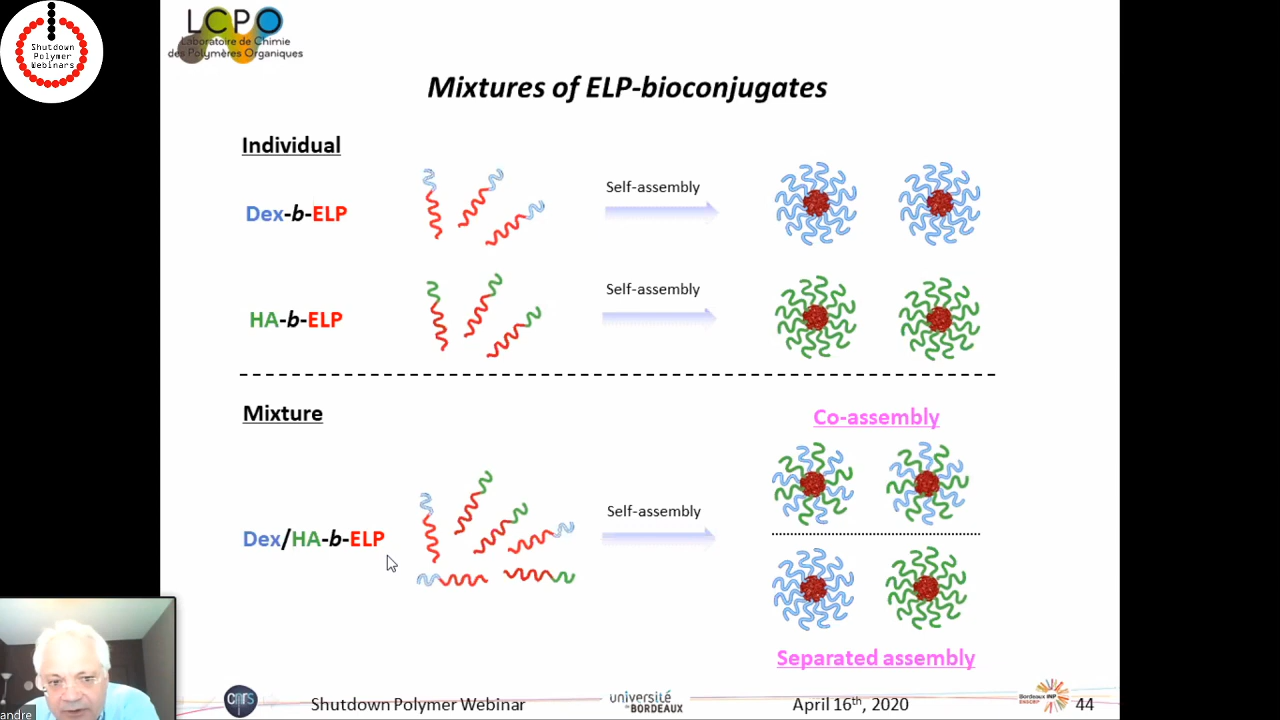 Shutdown
Polymer
Webinars
LCPO
Laboratoire de Chimie
des Polymères Organiques
Mixtures of ELP-bioconjugates
Individual
Dex-b-ELP
Self-assembly
HA-b-ELP
Self-assembly
Mixture
Co-assembly
Dex/HA-b-ELP
Self-assembly
Separated assembly
cnrs
Shutdown Polymer Webinar
université
de BORDEAUX
April 16th, 2020
Bordeaux INP
ENSCBP
44
andre